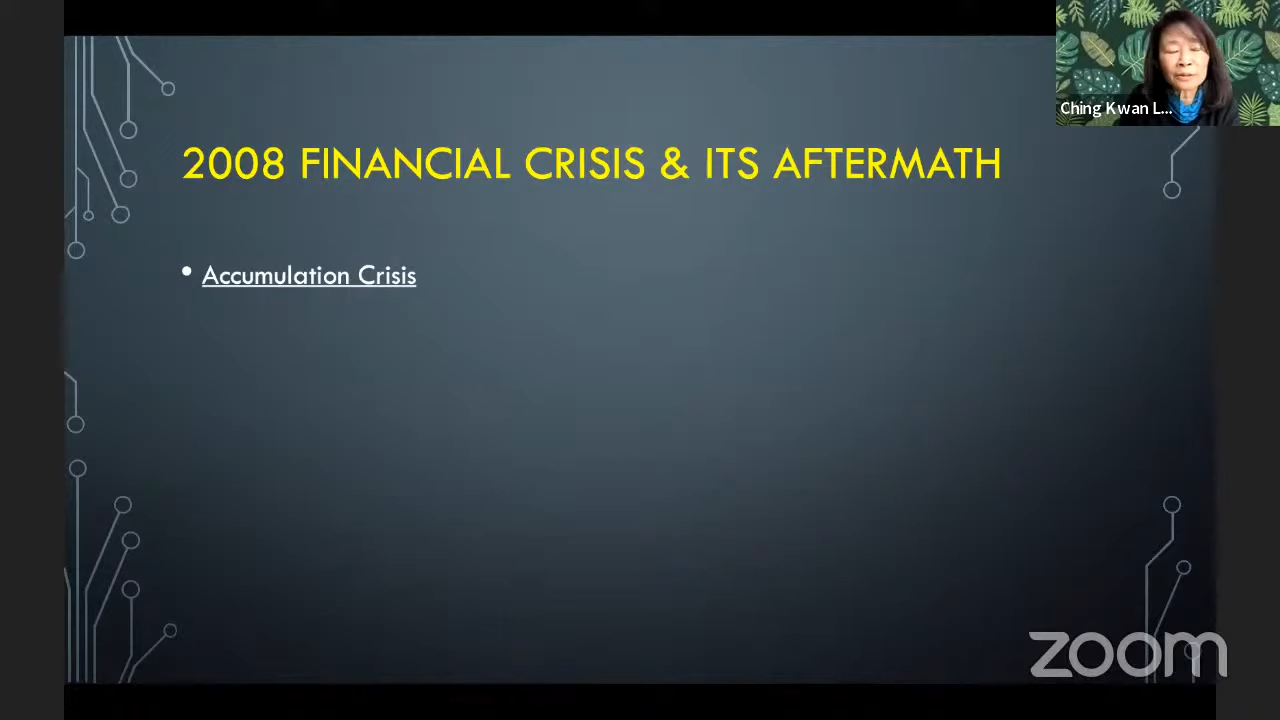 Ching Kwan L...
2008 FINANCIAL CRISIS & ITS AFTERMATH
• Accumulation Crisis
zoom